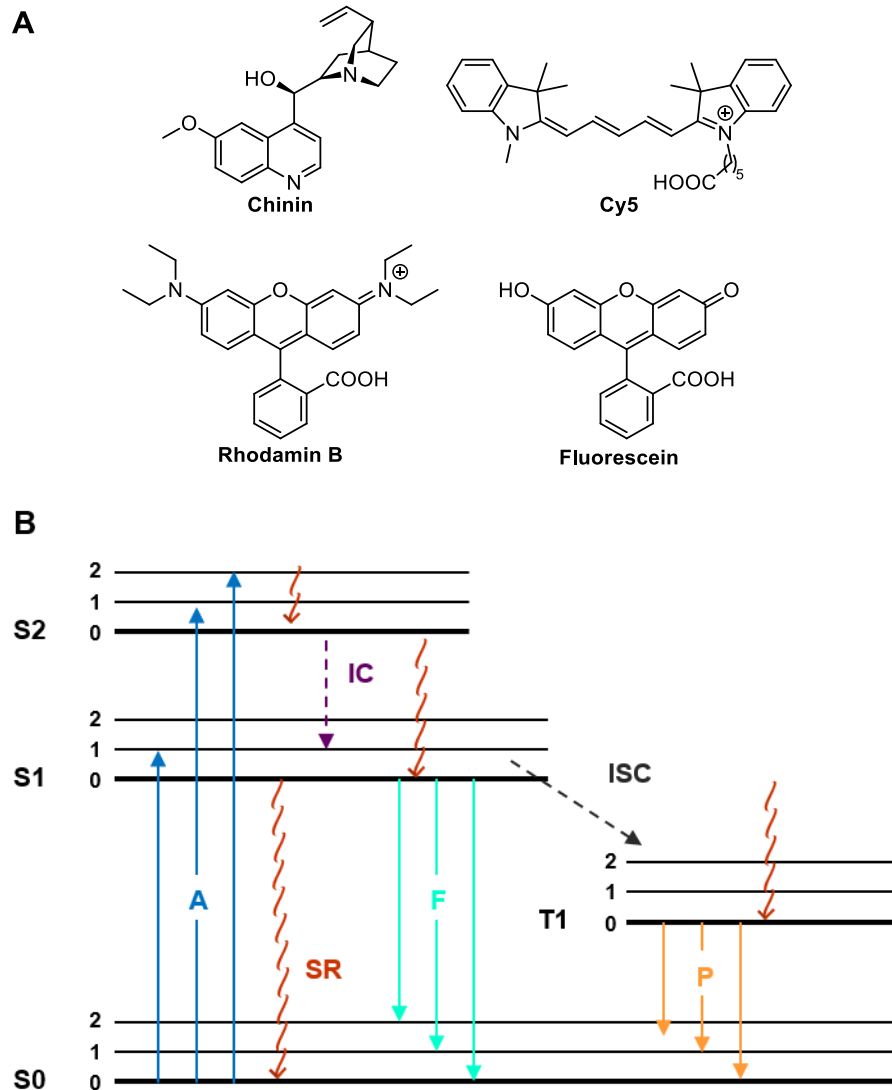 A
HO
N
O
N
Chinin
N
N
⊕
HOOC
( )5
Cy5
N
O
N
⊕
COOH
Rhodamin B
HO
O
O
COOH
Fluorescein
B
2
1
S2 0
IC
2
1
S1 0
ISC
2
1
T1 0
A
F
SR
P
2
1
S0 0